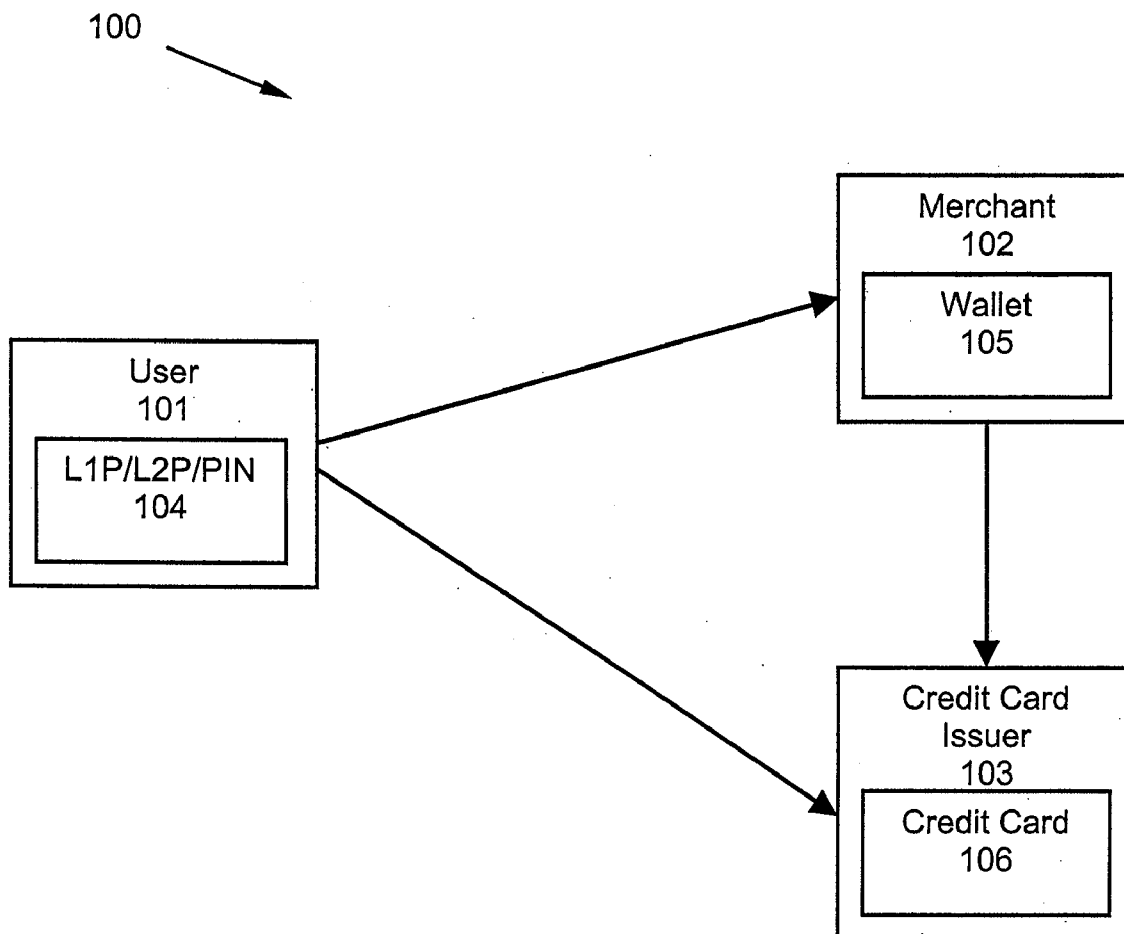 100
Merchant
102
Wallet
105
User
101
L1P/L2P/PIN
104
Credit Card
Issuer
103
Credit Card
106